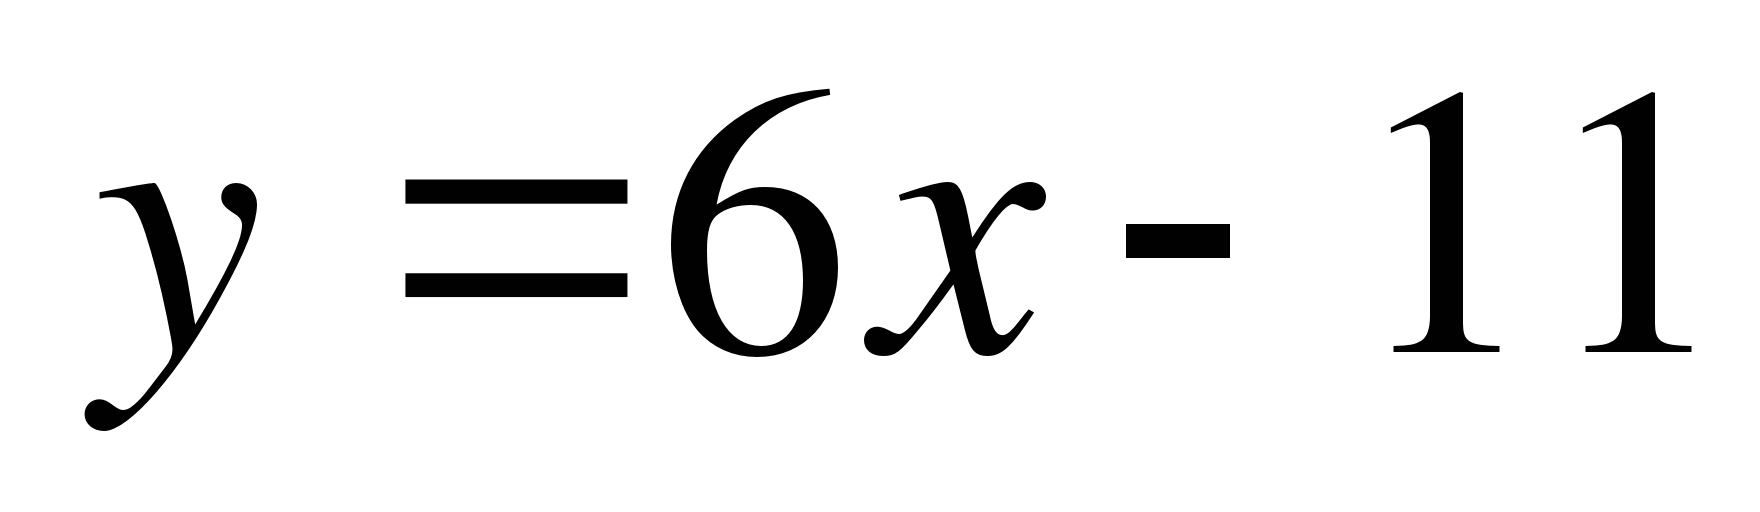 y = 6x - 11